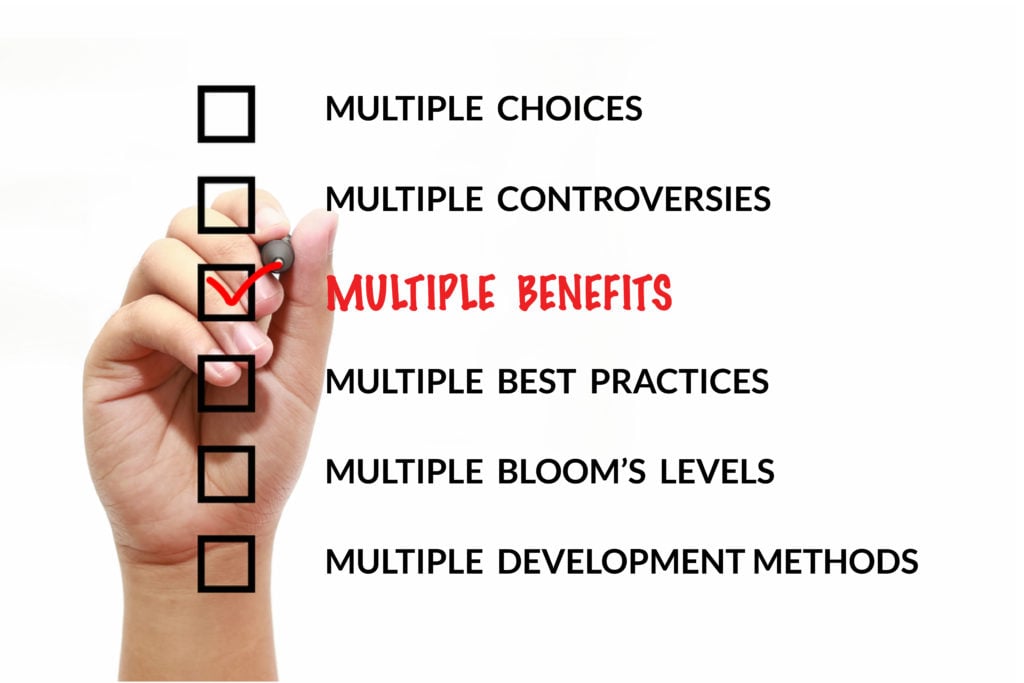 MULTIPLE CHOICES
MULTIPLE CONTROVERSIES
MULTIPLE BENEFITS
MULTIPLE BEST PRACTICES
MULTIPLE BLOOM’S LEVELS
MULTIPLE DEVELOPMENT METHODS